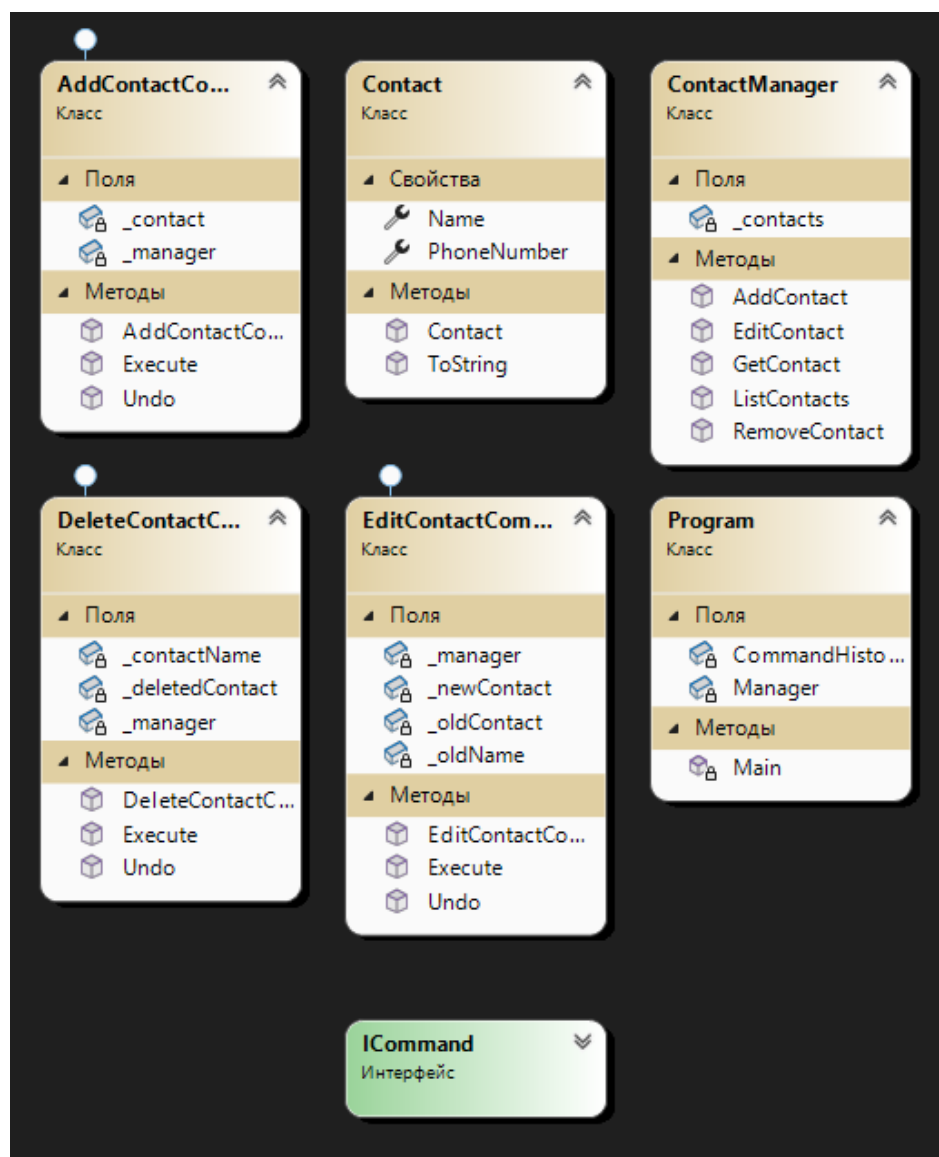 AddContactCo...
Класс
Поля
_contact
_manager
Методы
AddContactCo...
Execute
Undo
Contact
Класс
Свойства
Name
PhoneNumber
Методы
Contact
ToString
ContactManager
Класс
Поля
_contacts
Методы
AddContact
EditContact
GetContact
ListContacts
RemoveContact
DeleteContactC...
Класс
Поля
_contactName
_deletedContact
_manager
Методы
DeleteContactC...
Execute
Undo
EditContactCom...
Класс
Поля
_manager
_newContact
_oldContact
_oldName
Методы
EditContactCo...
Execute
Undo
Program
Класс
Поля
CommandHisto...
Manager
Методы
Main
ICommand
Интерфейс